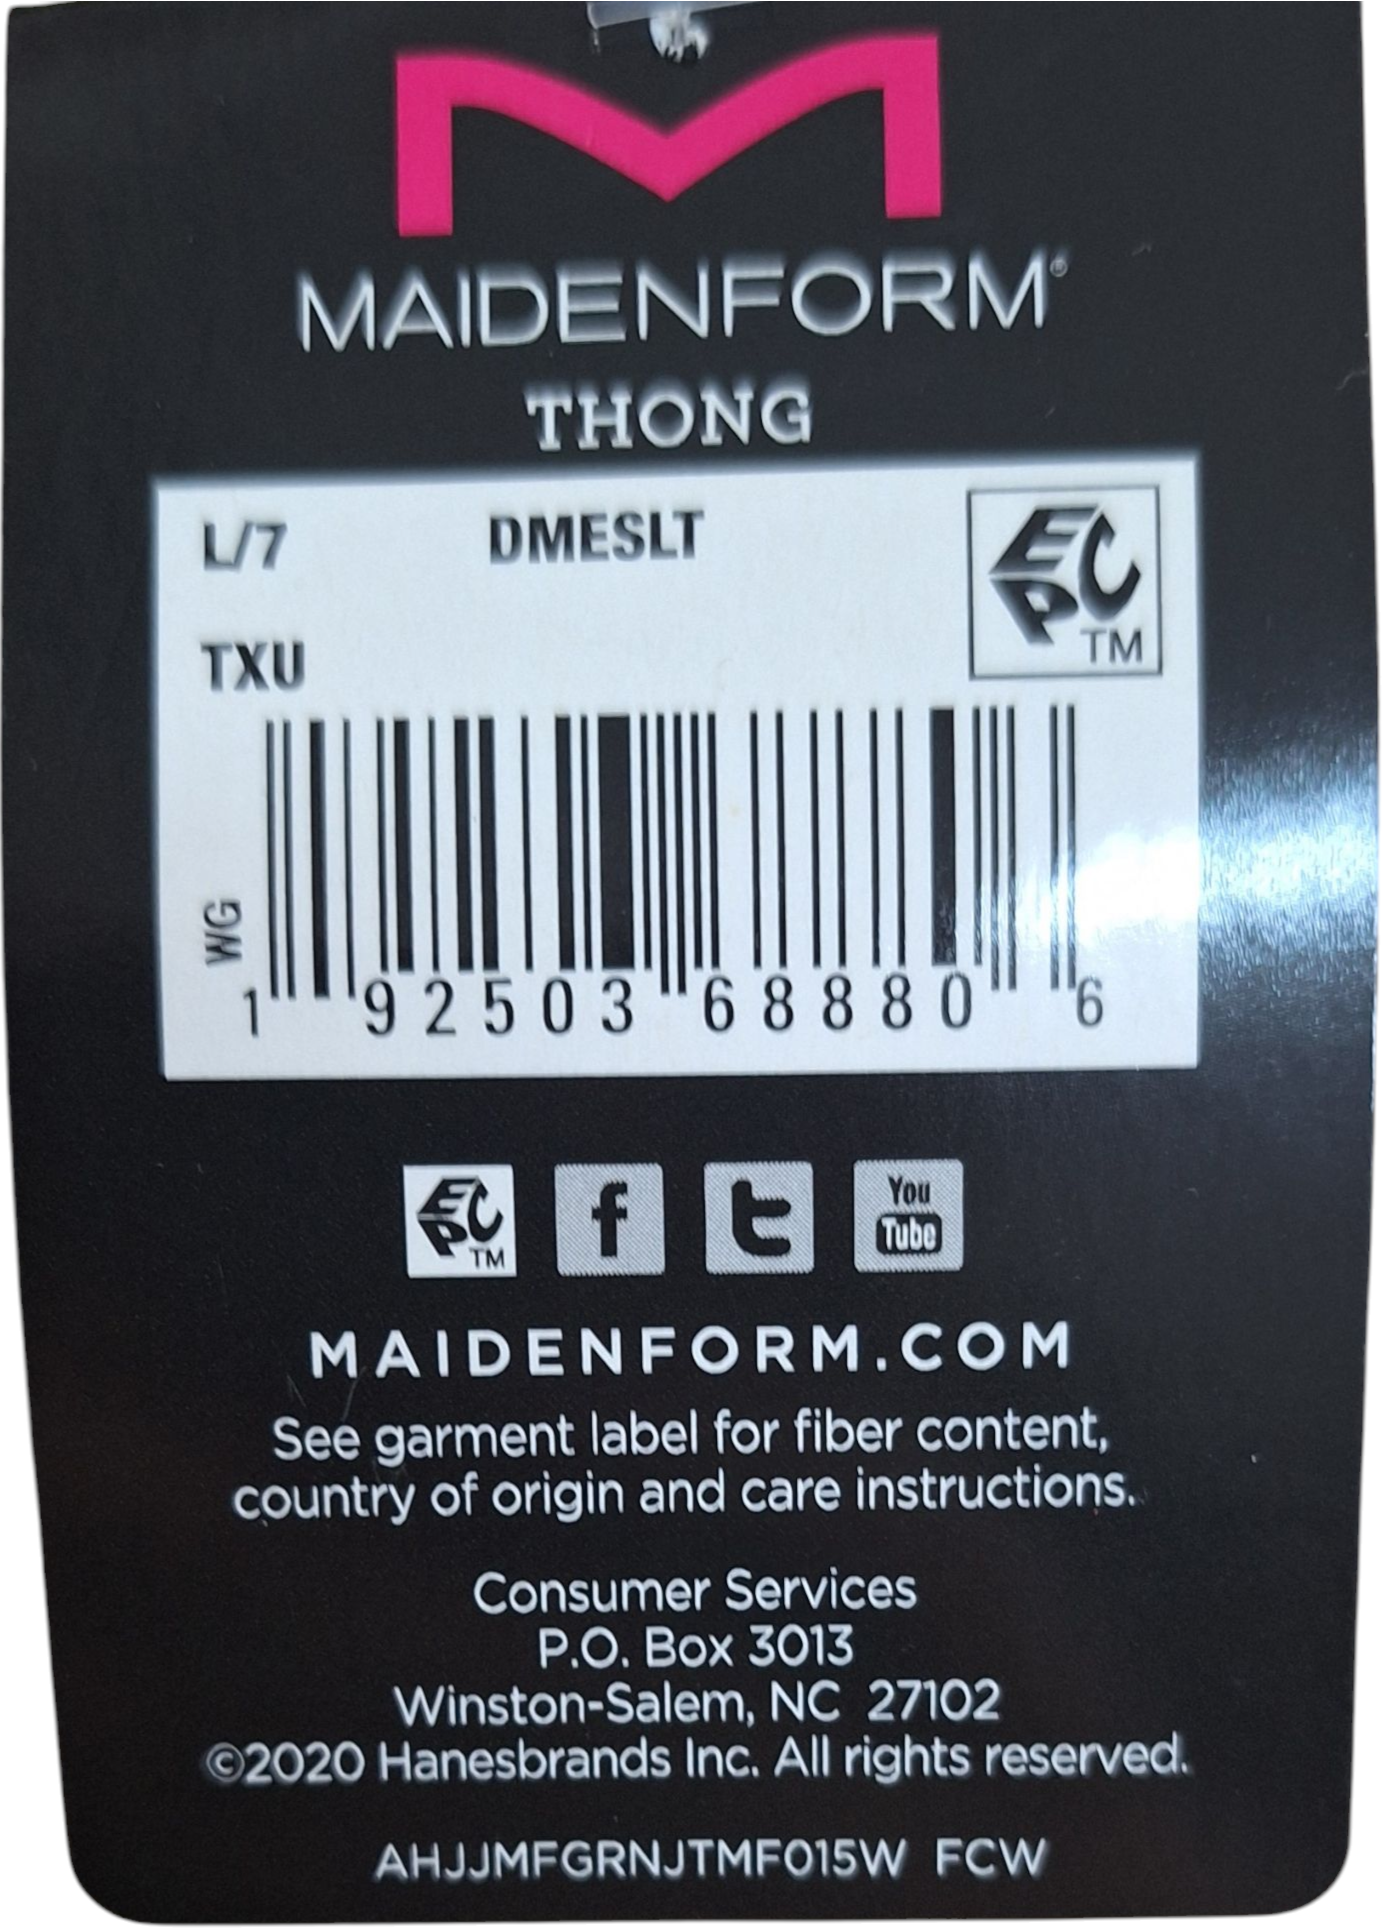 MAIDENFORM®
THONG
L/7 DMESLT
EPC TM
TXU
WG
1 92503 68880 6
EPC TM f t You Tube
MAIDENFORM.COM
See garment label for fiber content,
country of origin and care instructions.
Consumer Services
P.O. Box 3013
Winston-Salem, NC 27102
©2020 Hanesbrands Inc. All rights reserved.
AHJJMFGRNJTMF015W FCW